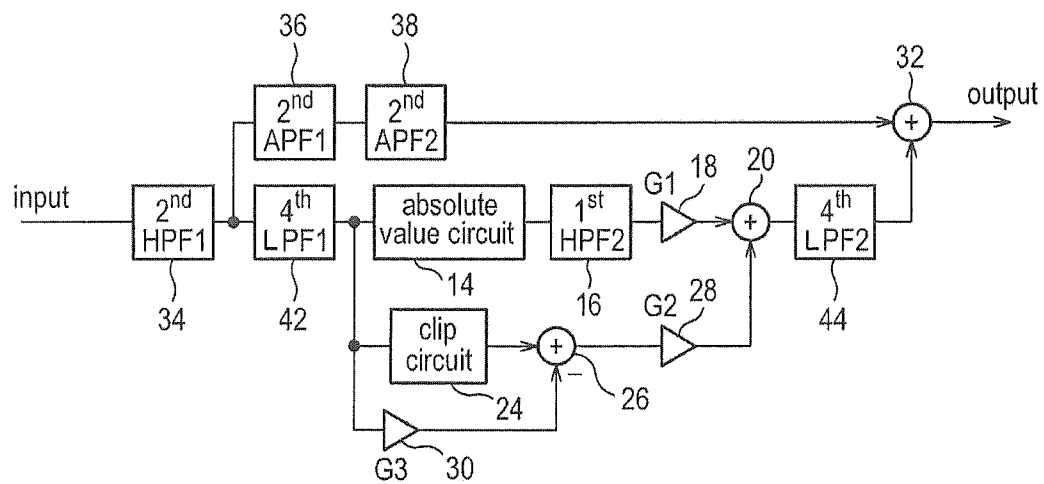 36
38
32
2nd
APF1
2nd
APF2
output
input
2nd
HPF1
4th
LPF1
absolute
value circuit
1st
HPF2
G1
18
20
4th
LPF2
34
42
14
16
G2
28
44
clip
circuit
24
26
−
G3
30
+
+
+